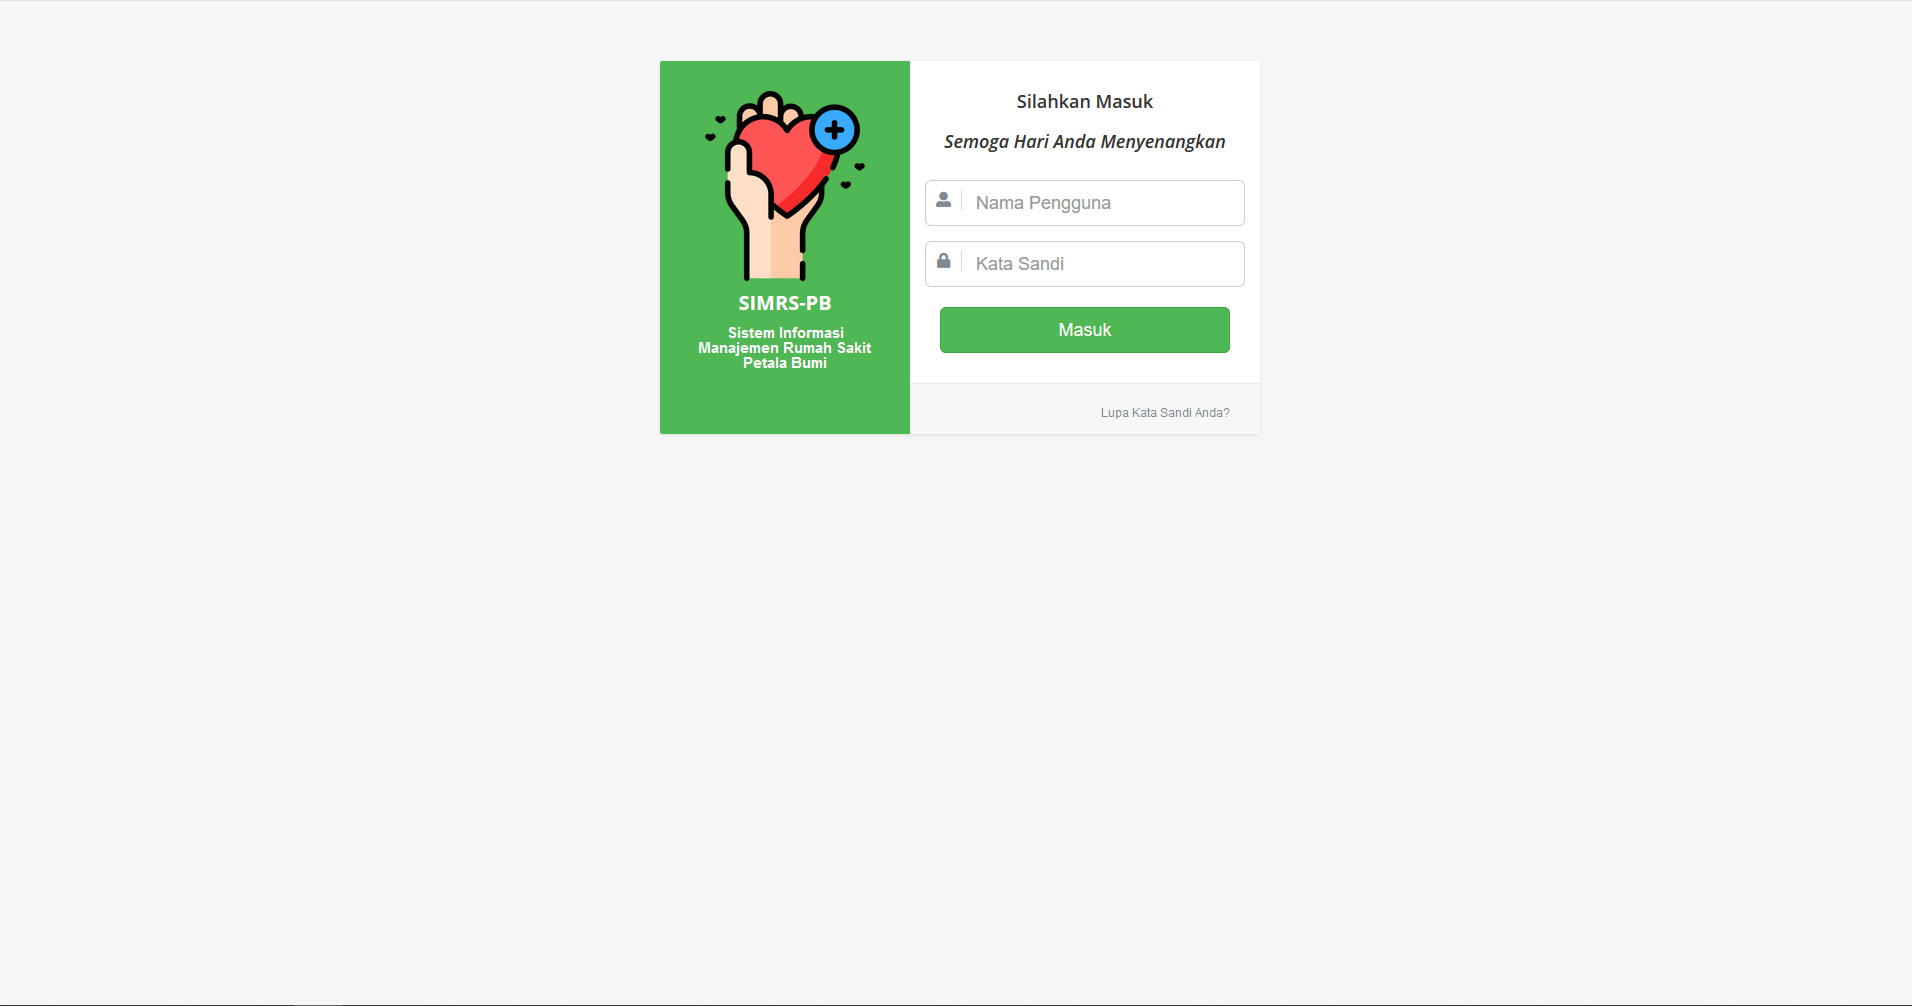 SIMRS-PB
Sistem Informasi
Manajemen Rumah Sakit
Petala Bumi
Silahkan Masuk
Semoga Hari Anda Menyenangkan
Nama Pengguna
Kata Sandi
Masuk
Lupa Kata Sandi Anda?